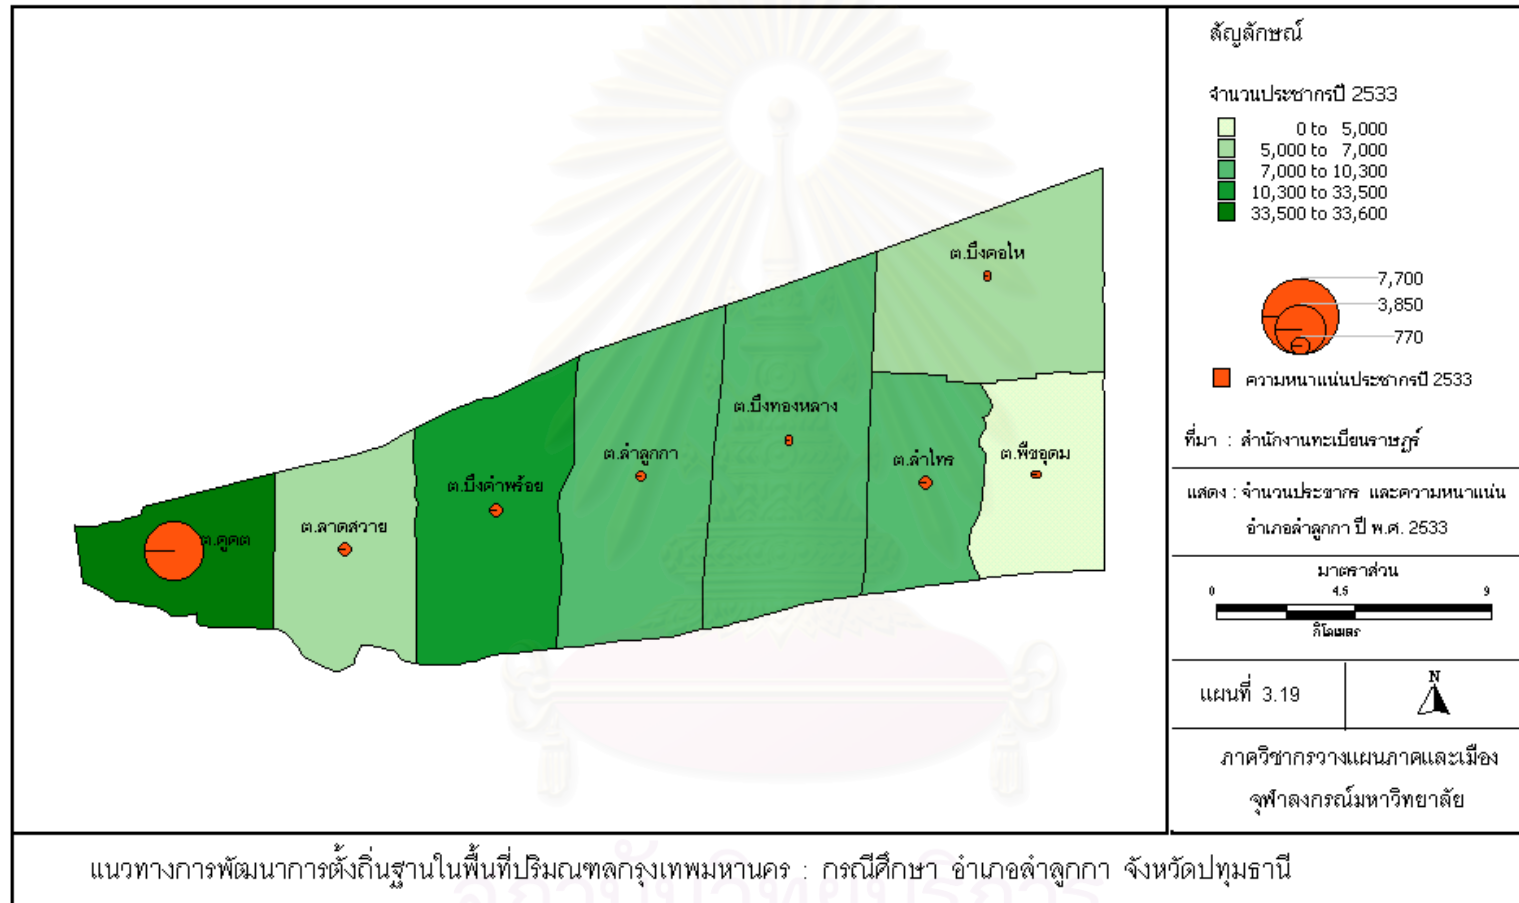 สัญลักษณ์
จำนวนประชากรปี 2533
0 to 5,000
5,000 to 7,000
7,000 to 10,300
10,300 to 33,500
33,500 to 33,600
7,700
3,850
770
ความหนาแน่นประชากรปี 2533
ที่มา : สำนักงานทะเบียนราษฎร์
แสดง : จำนวนประชากร และความหนาแน่น
อำเภอลำลูกกา ปี พ.ศ. 2533
มาตราส่วน
0 4.5 9
กิโลเมตร
แผนที่ 3.19
N
ภาควิชาการวางแผนภาคและเมือง
จุฬาลงกรณ์มหาวิทยาลัย
ต.บึงคอไห
ต.บึงทองหลาง
ต.ลำลูกกา
ต.ลำไทร
ต.พืชอุดม
ต.บึงคำพร้อย
ต.ลาดสวาย
ต.คูคต
แนวทางการพัฒนาการตั้งถิ่นฐานในพื้นที่ปริมณฑลกรุงเทพมหานคร : กรณีศึกษา อำเภอลำลูกกา จังหวัดปทุมธานี
สถาบันวิทยบริการ